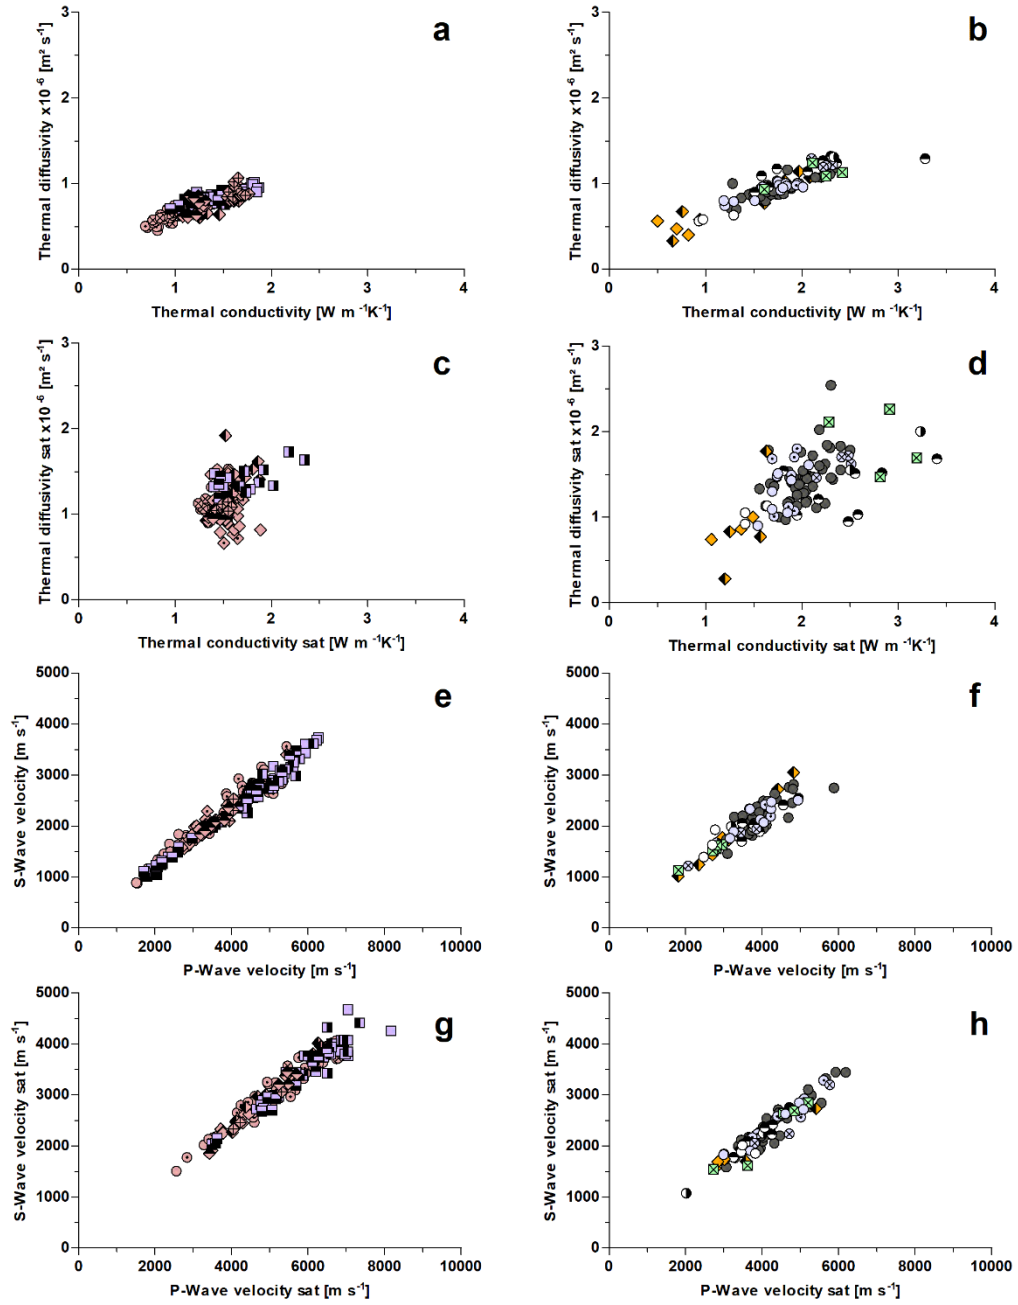 a
Thermal diffusivity x10⁻⁶ [m² s⁻¹]
3
2
1
0
0 1 2 3 4
Thermal conductivity [W m ⁻¹K⁻¹]
b
Thermal diffusivity x10⁻⁶ [m² s⁻¹]
3
2
1
0
0 1 2 3 4
Thermal conductivity [W m ⁻¹K⁻¹]
c
Thermal diffusivity sat x10⁻⁶ [m² s⁻¹]
3
2
1
0
0 1 2 3 4
Thermal conductivity sat [W m ⁻¹K⁻¹]
d
Thermal diffusivity sat x10⁻⁶ [m² s⁻¹]
3
2
1
0
0 1 2 3 4
Thermal conductivity sat [W m ⁻¹K⁻¹]
e
S-Wave velocity [m s⁻¹]
5000
4000
3000
2000
1000
0
0 2000 4000 6000 8000 10000
P-Wave velocity [m s⁻¹]
f
S-Wave velocity [m s⁻¹]
5000
4000
3000
2000
1000
0
0 2000 4000 6000 8000 10000
P-Wave velocity [m s⁻¹]
g
S-Wave velocity sat [m s⁻¹]
5000
4000
3000
2000
1000
0
0 2000 4000 6000 8000 10000
P-Wave velocity sat [m s⁻¹]
h
S-Wave velocity sat [m s⁻¹]
5000
4000
3000
2000
1000
0
0 2000 4000 6000 8000 10000
P-Wave velocity sat [m s⁻¹]